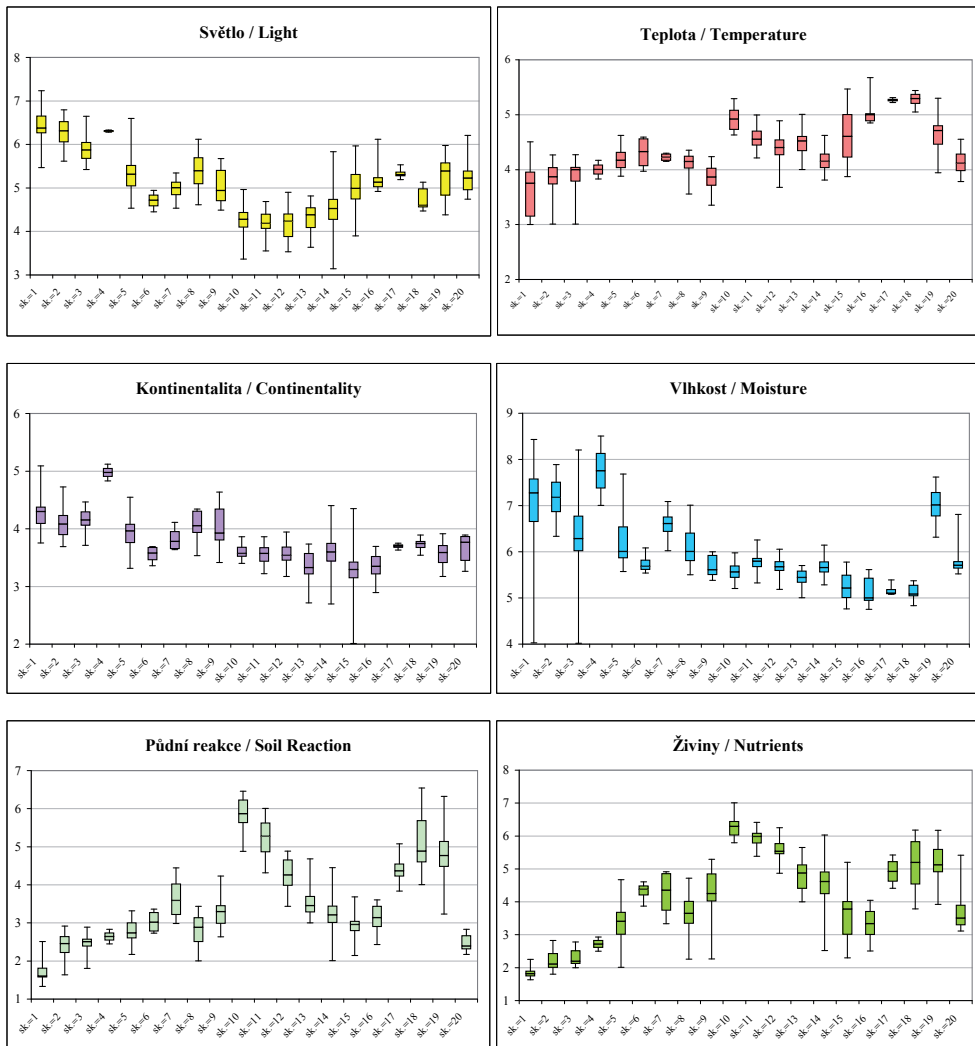 Světlo / Light
8
7
6
5
4
3
sk.=1
sk.=2
sk.=3
sk.=4
sk.=5
sk.=6
sk.=7
sk.=8
sk.=9
sk.=10
sk.=11
sk.=12
sk.=13
sk.=14
sk.=15
sk.=16
sk.=17
sk.=18
sk.=19
sk.=20
Teplota / Temperature
6
5
4
3
2
sk.=1
sk.=2
sk.=3
sk.=4
sk.=5
sk.=6
sk.=7
sk.=8
sk.=9
sk.=10
sk.=11
sk.=12
sk.=13
sk.=14
sk.=15
sk.=16
sk.=17
sk.=18
sk.=19
sk.=20
Kontinentalita / Continentality
6
5
4
3
2
sk.=1
sk.=2
sk.=3
sk.=4
sk.=5
sk.=6
sk.=7
sk.=8
sk.=9
sk.=10
sk.=11
sk.=12
sk.=13
sk.=14
sk.=15
sk.=16
sk.=17
sk.=18
sk.=19
sk.=20
Vlhkost / Moisture
9
8
7
6
5
4
sk.=1
sk.=2
sk.=3
sk.=4
sk.=5
sk.=6
sk.=7
sk.=8
sk.=9
sk.=10
sk.=11
sk.=12
sk.=13
sk.=14
sk.=15
sk.=16
sk.=17
sk.=18
sk.=19
sk.=20
Půdní reakce / Soil Reaction
7
6
5
4
3
2
1
sk.=1
sk.=2
sk.=3
sk.=4
sk.=5
sk.=6
sk.=7
sk.=8
sk.=9
sk.=10
sk.=11
sk.=12
sk.=13
sk.=14
sk.=15
sk.=16
sk.=17
sk.=18
sk.=19
sk.=20
Živiny / Nutrients
8
7
6
5
4
3
2
1
sk.=1
sk.=2
sk.=3
sk.=4
sk.=5
sk.=6
sk.=7
sk.=8
sk.=9
sk.=10
sk.=11
sk.=12
sk.=13
sk.=14
sk.=15
sk.=16
sk.=17
sk.=18
sk.=19
sk.=20